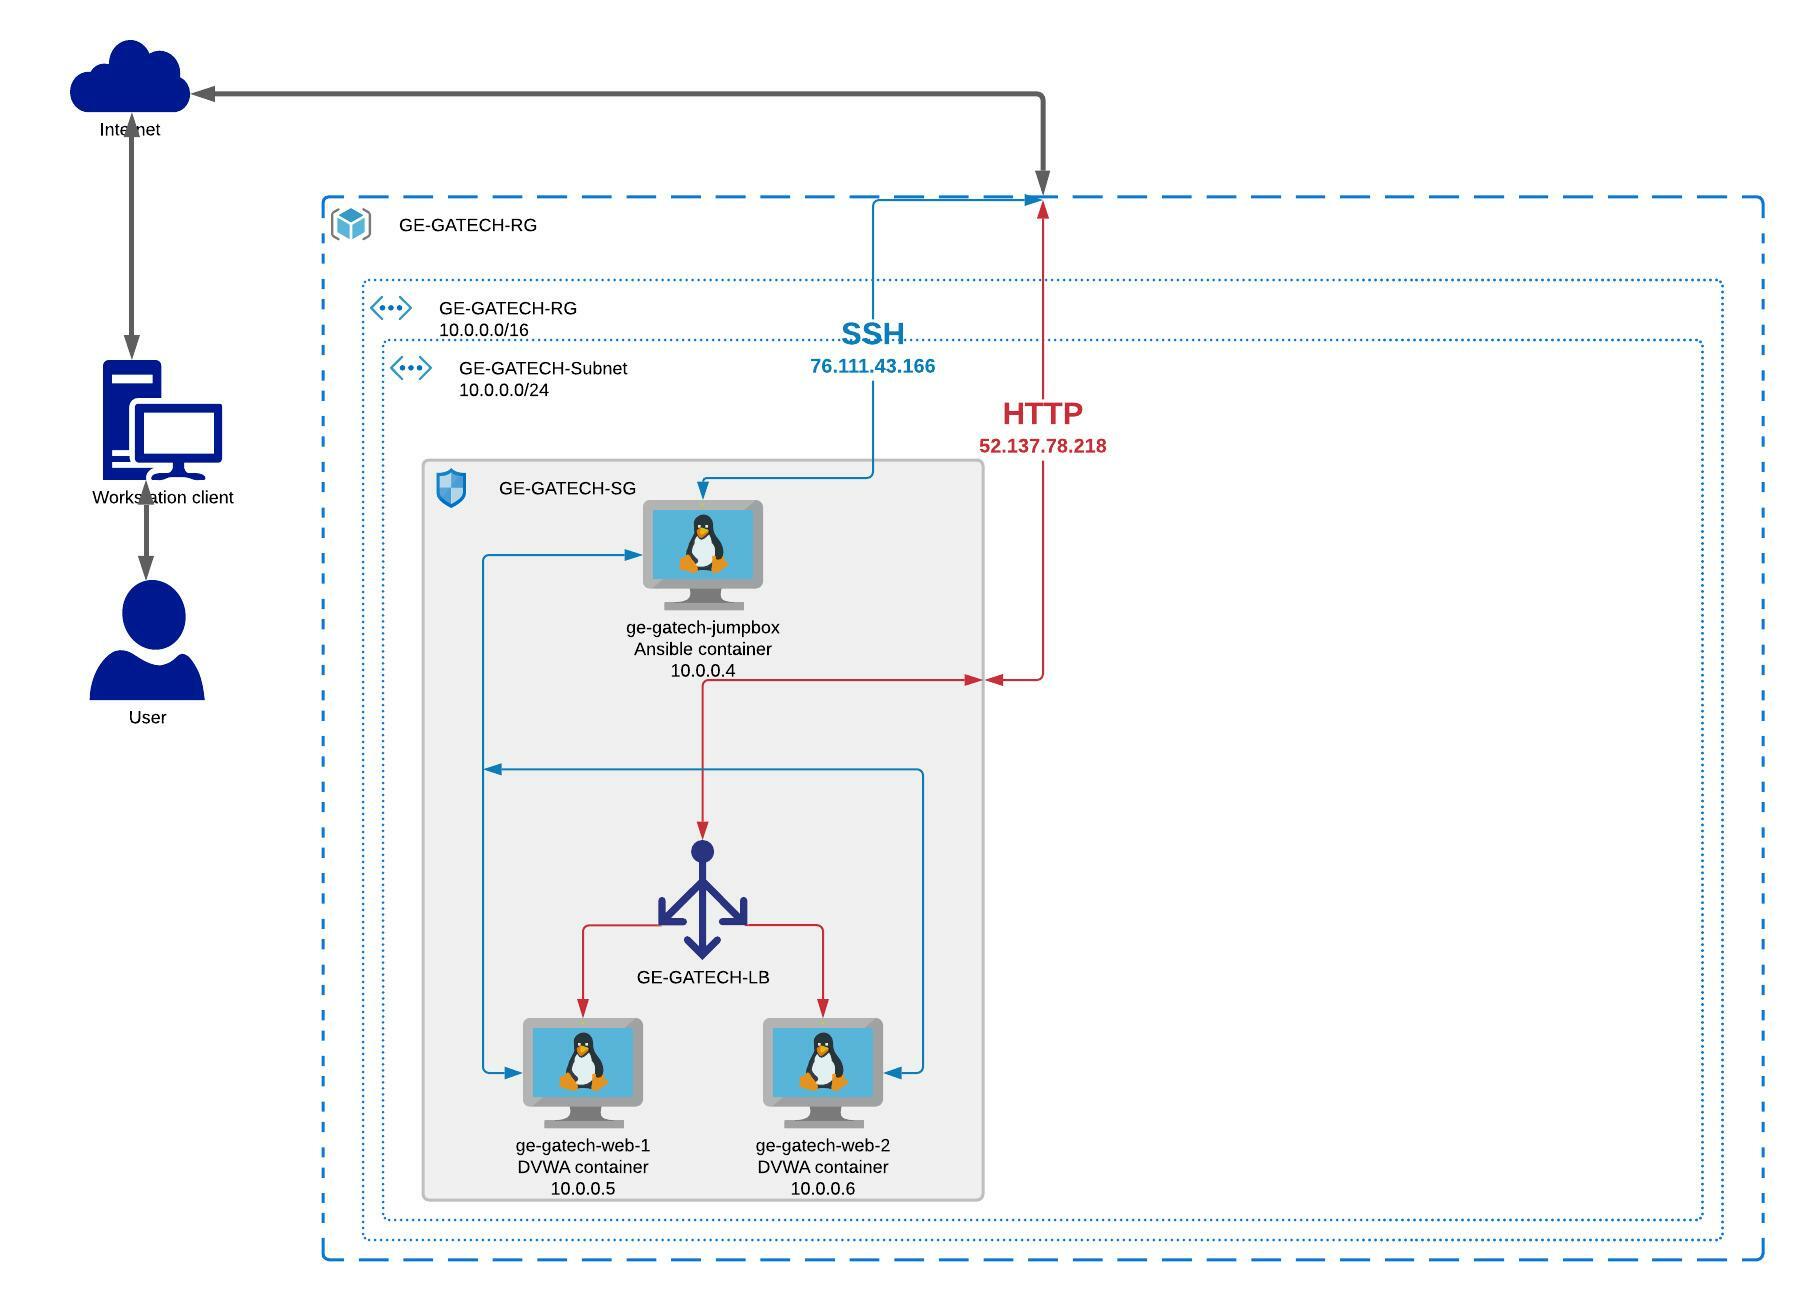 Internet
GE-GATECH-RG
GE-GATECH-RG
10.0.0.0/16
SSH
76.111.43.166
GE-GATECH-Subnet
10.0.0.0/24
HTTP
52.137.78.218
Workstation client
GE-GATECH-SG
ge-gatech-jumpbox
Ansible container
10.0.0.4
User
GE-GATECH-LB
ge-gatech-web-1
DVWA container
10.0.0.5
ge-gatech-web-2
DVWA container
10.0.0.6